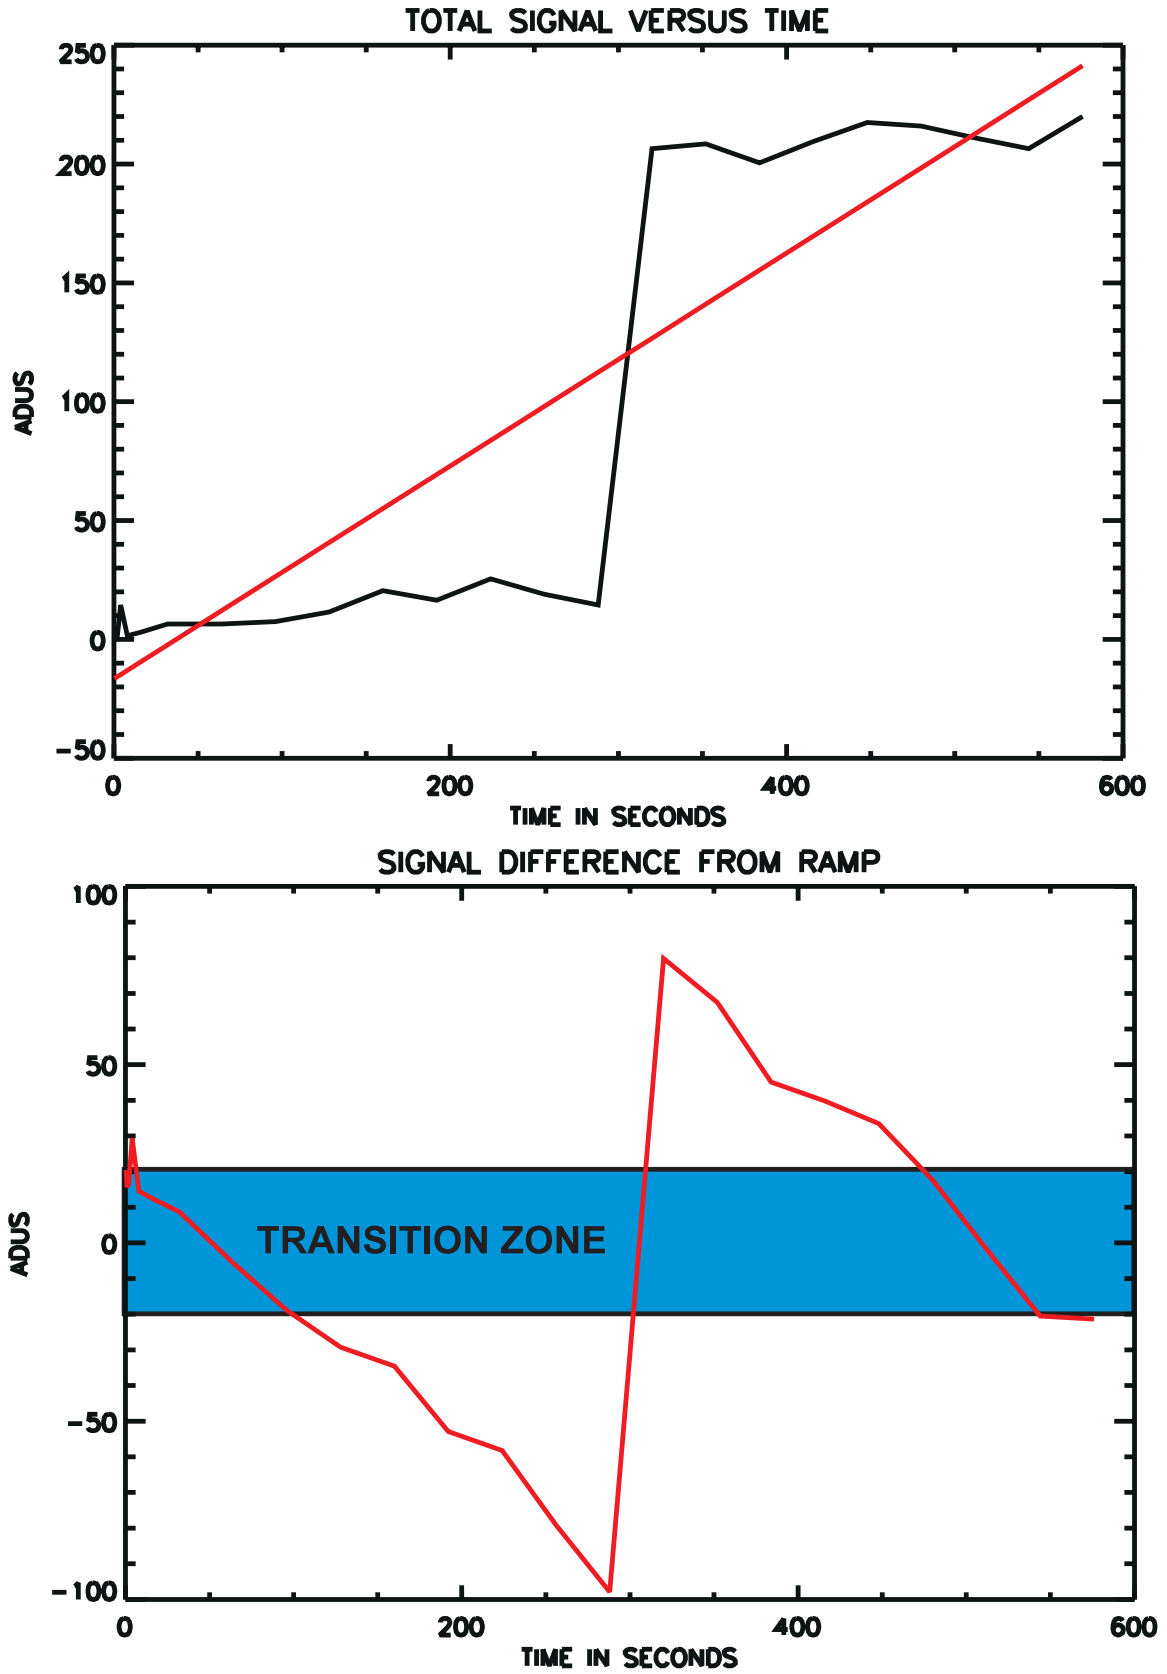 TOTAL SIGNAL VERSUS TIME
250
200
150
100
50
0
-50
ADUS
0 200 400 600
TIME IN SECONDS
SIGNAL DIFFERENCE FROM RAMP
100
50
0
-50
-100
ADUS
TRANSITION ZONE
0 200 400 600
TIME IN SECONDS